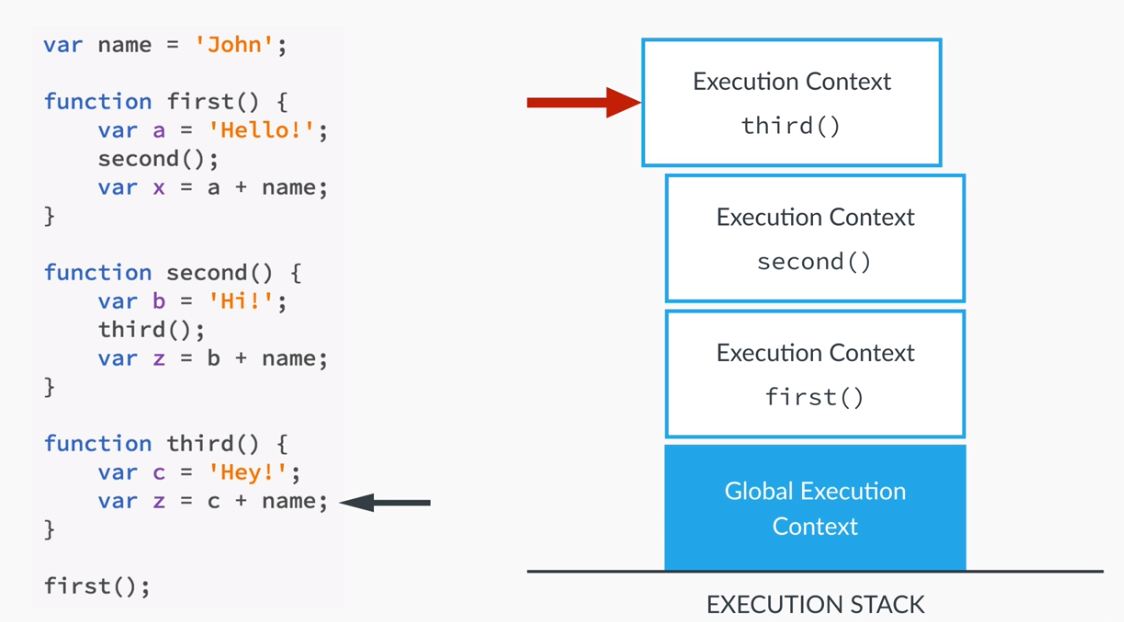 var name = 'John';
function first() {
var a = 'Hello!';
second();
var x = a + name;
}
function second() {
var b = 'Hi!';
third();
var z = b + name;
}
function third() {
var c = 'Hey!';
var z = c + name;
}
first();
Execution Context
third()
Execution Context
second()
Execution Context
first()
Global Execution
Context
EXECUTION STACK